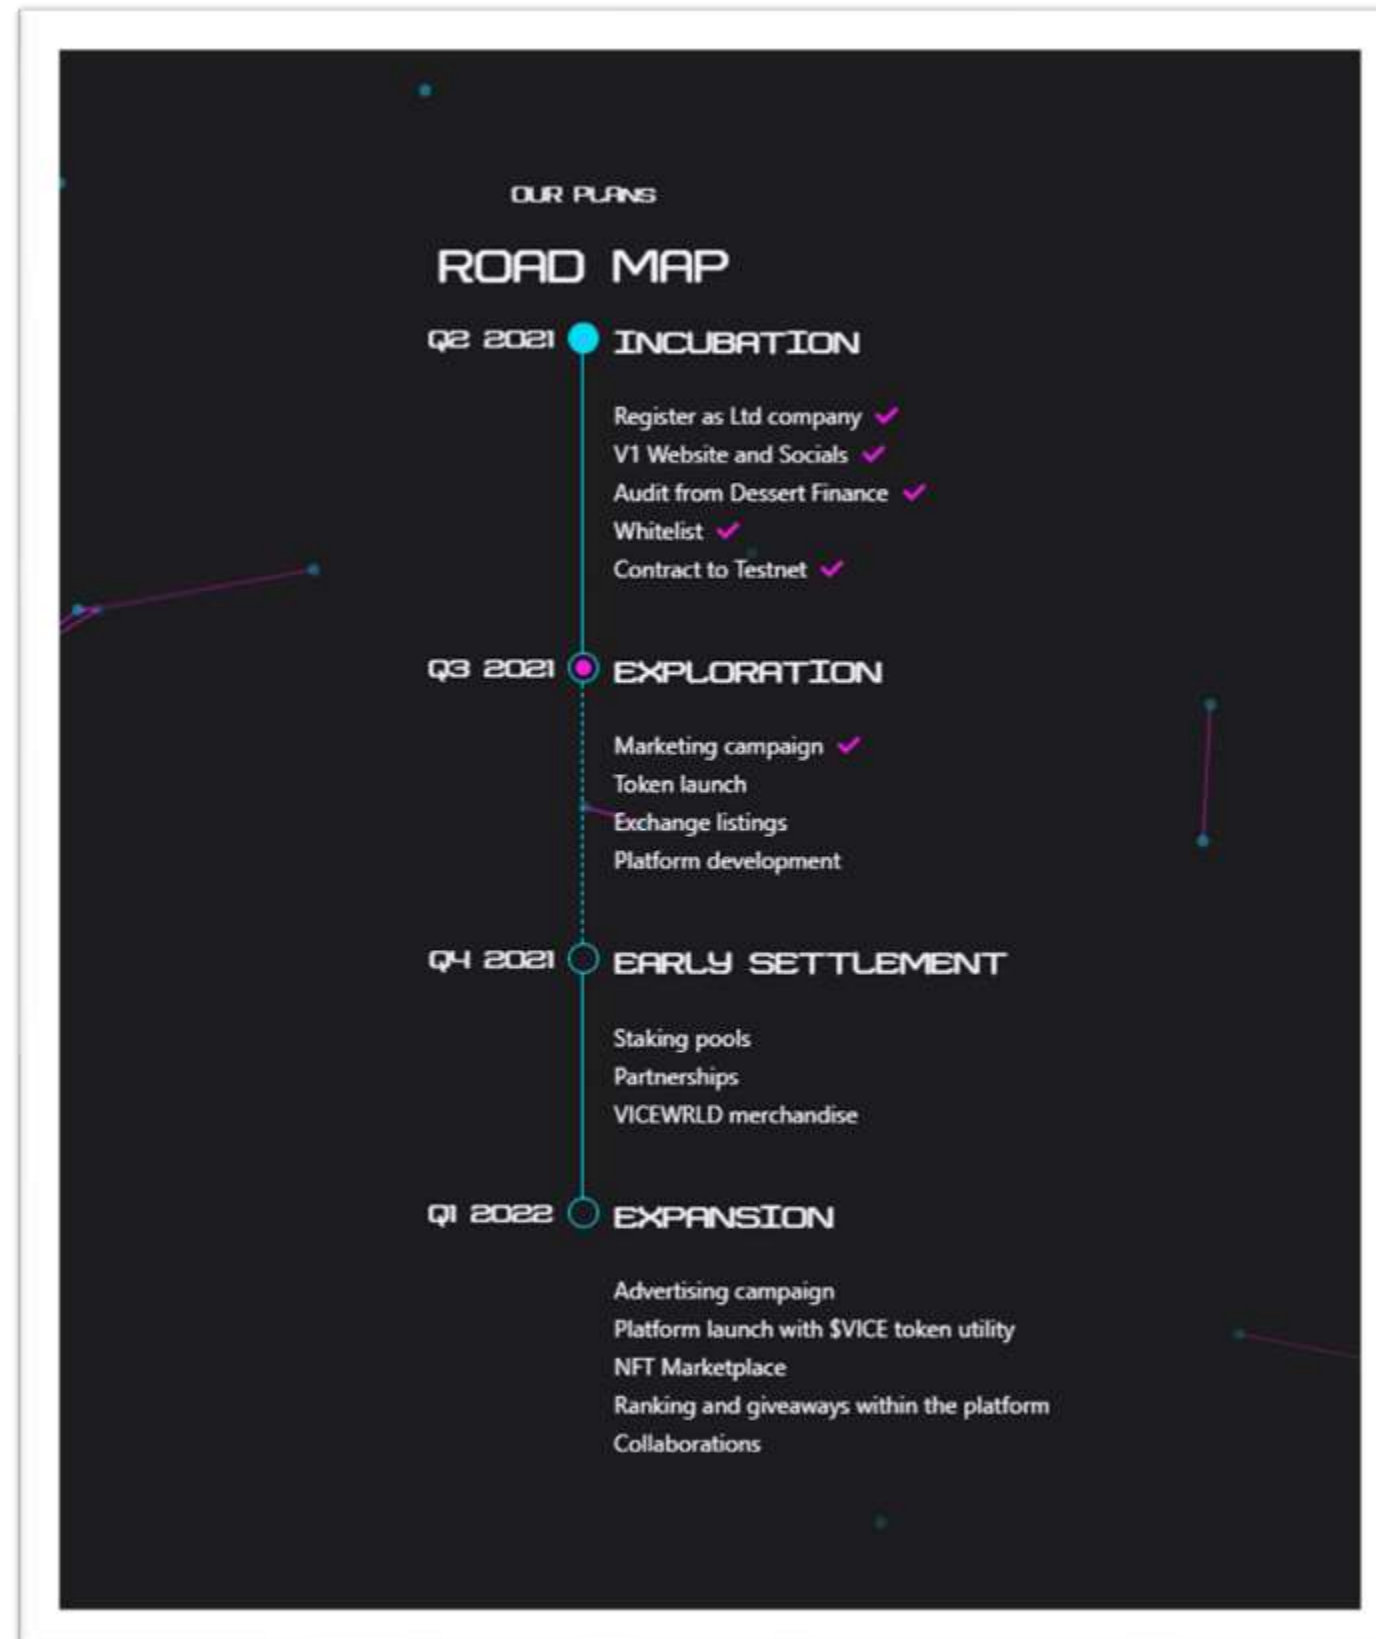 OUR PLANS
ROAD MAP
Q2 2021 INCUBATION
Register as Ltd company
V1 Website and Socials
Audit from Dessert Finance
Whitelist
Contract to Testnet
Q3 2021 EXPLORATION
Marketing campaign
Token launch
Exchange listings
Platform development
Q4 2021 EARLY SETTLEMENT
Staking pools
Partnerships
VICEWRLD merchandise
Q1 2022 EXPANSION
Advertising campaign
Platform launch with $VICE token utility
NFT Marketplace
Ranking and giveaways within the platform
Collaborations